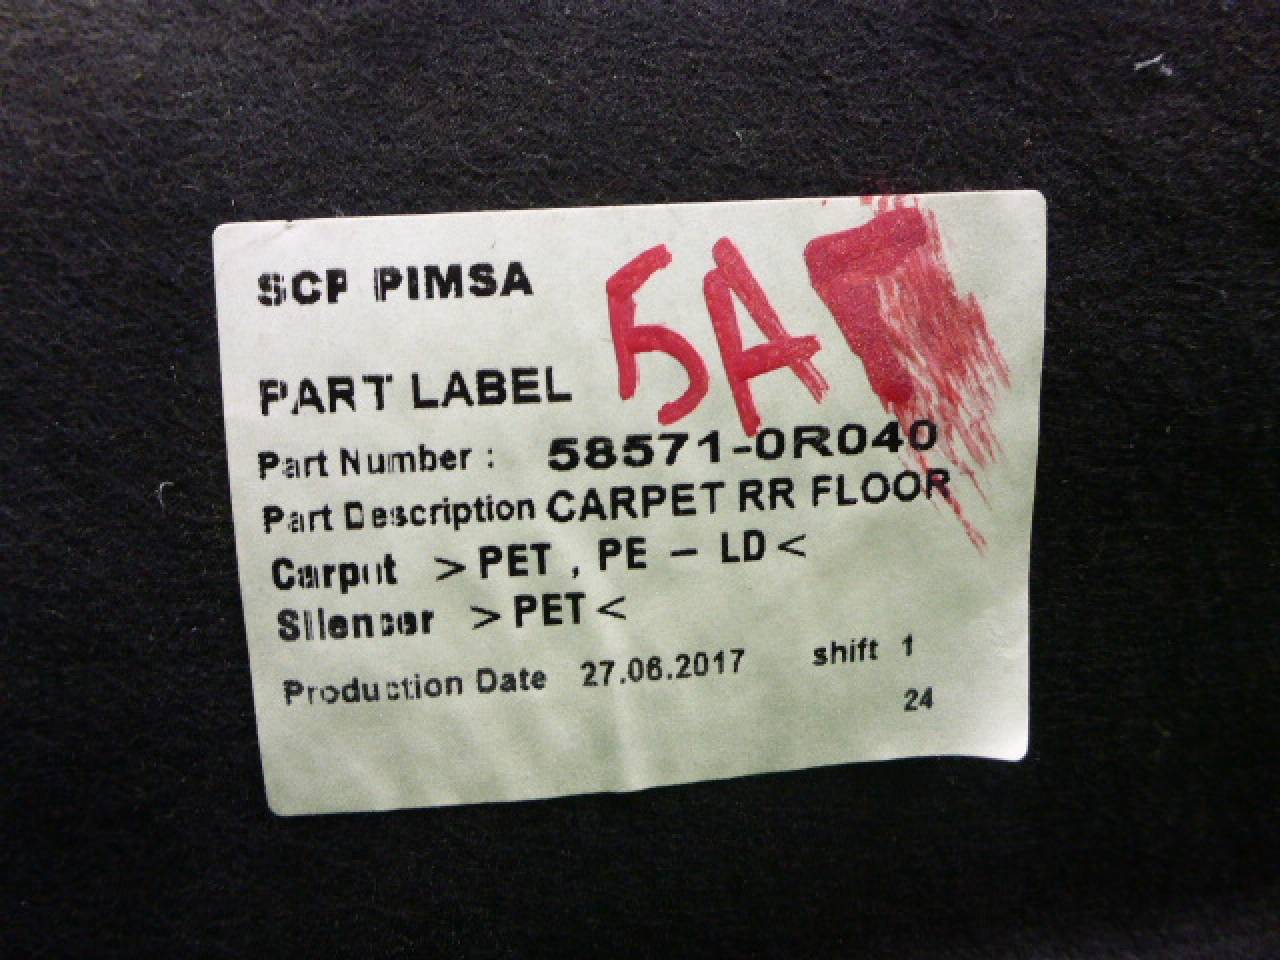 SCP PIMSA
5A
PART LABEL
Part Number : 58571-0R040
Part Description CARPET RR FLOOR
Carpet >PET , PE - LD<
Silencer >PET<
Production Date 27.06.2017 shift 1
24